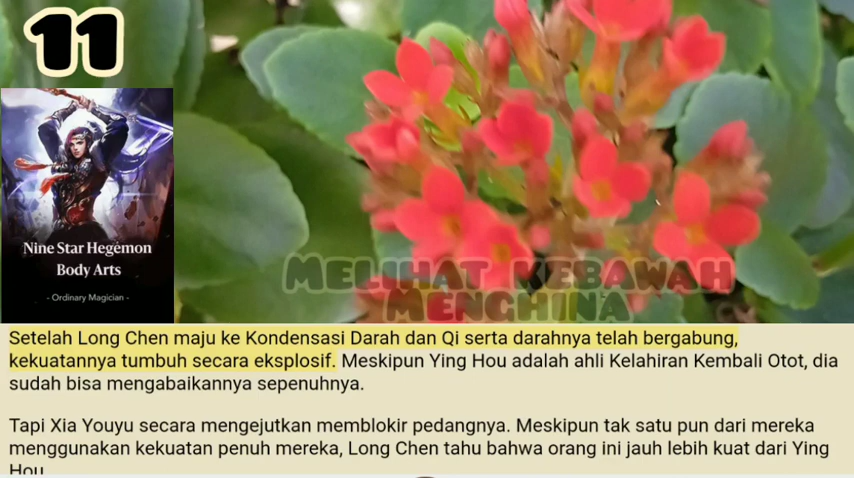 11
Nine Star Hegemon
Body Arts
- Ordinary Magician -
MELIHAT KEBAWAH
MENGHINA
Setelah Long Chen maju ke Kondensasi Darah dan Qi serta darahnya telah bergabung,
kekuatannya tumbuh secara eksplosif. Meskipun Ying Hou adalah ahli Kelahiran Kembali Otot, dia
sudah bisa mengabaikannya sepenuhnya.
Tapi Xia Youyu secara mengejutkan memblokir pedangnya. Meskipun tak satu pun dari mereka
menggunakan kekuatan penuh mereka, Long Chen tahu bahwa orang ini jauh lebih kuat dari Ying
Hou